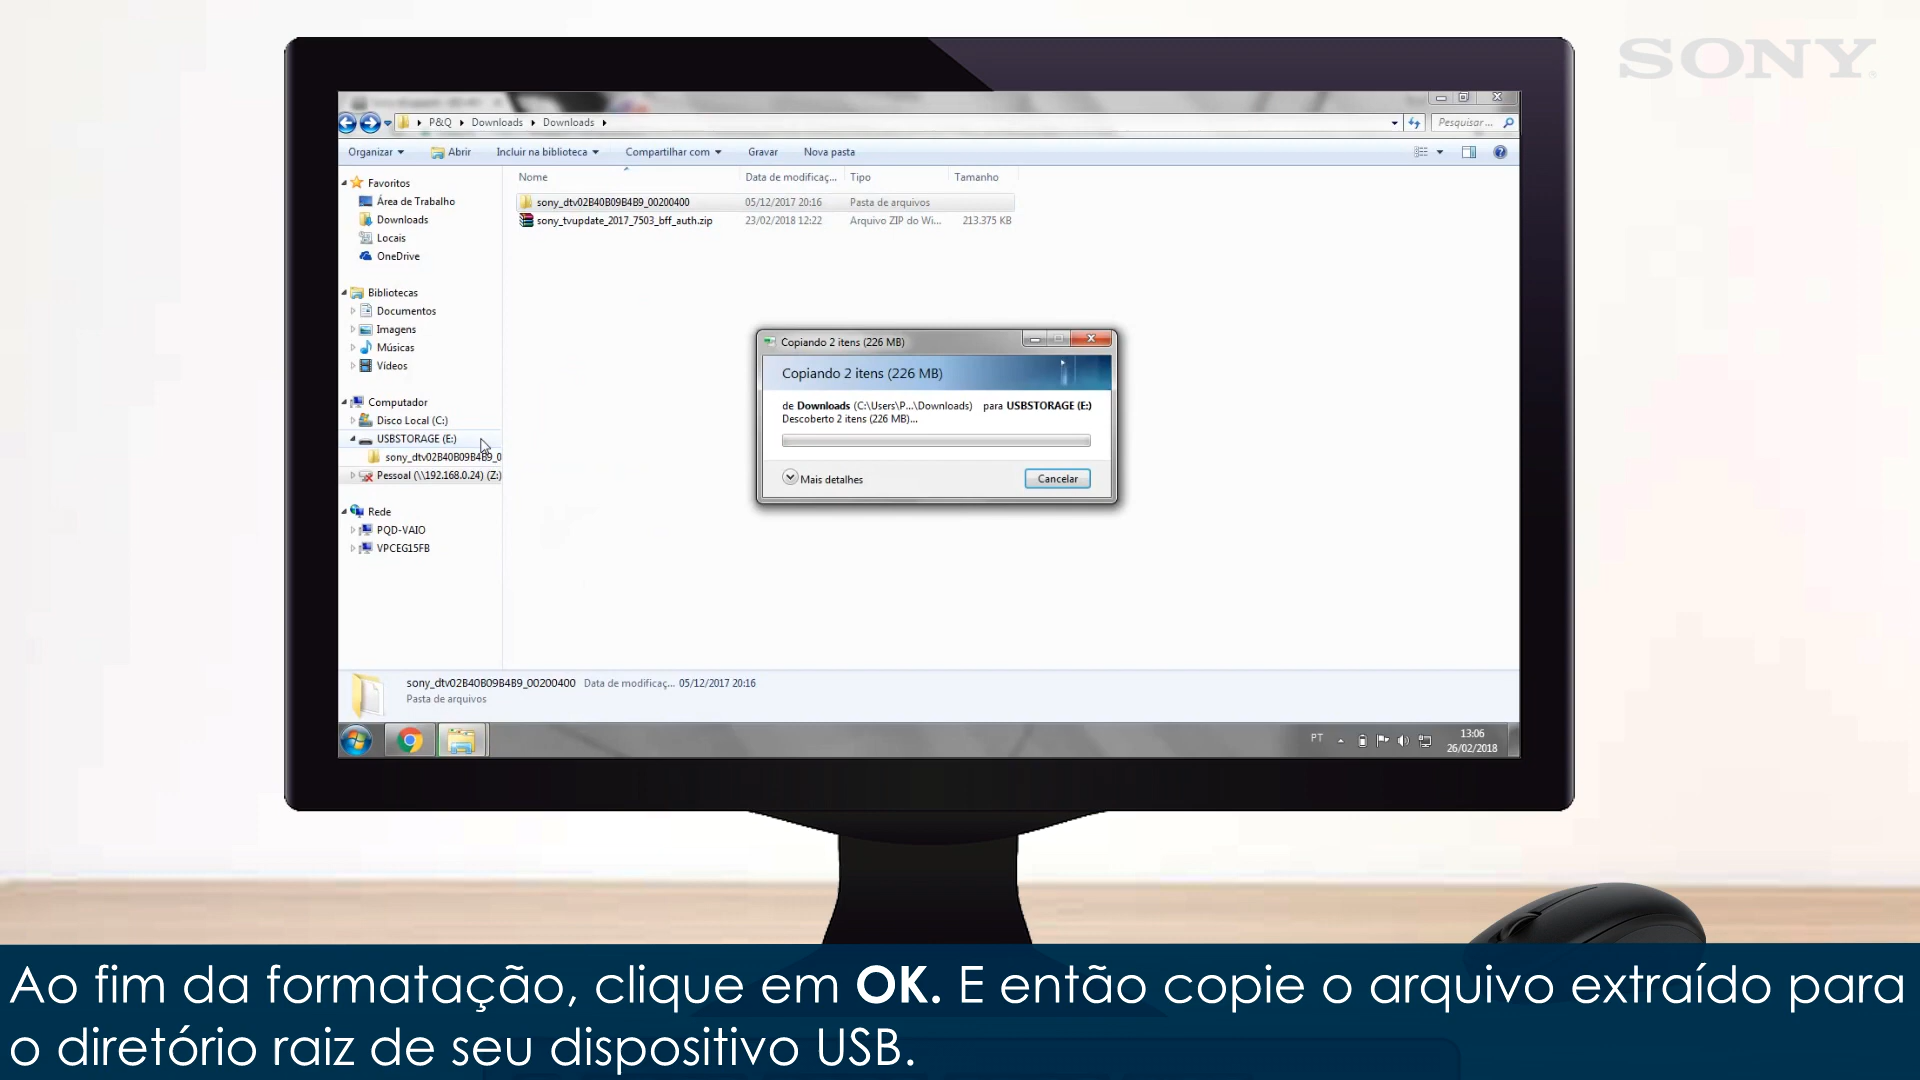 SONY
P&Q ▸ Downloads ▸ Downloads ▸
Pesquisar...
Organizar
Abrir
Incluir na biblioteca
Compartilhar com
Gravar
Nova pasta
Nome
Data de modificaç...
Tipo
Tamanho
sony_dtv02B40B09B4B9_00200400 05/12/2017 20:16 Pasta de arquivos
sony_tvupdate_2017_7503_bff_auth.zip 23/02/2018 12:22 Arquivo ZIP do Wi... 213.375 KB
Favoritos
Área de Trabalho
Downloads
Locais
OneDrive
Bibliotecas
Documentos
Imagens
Músicas
Vídeos
Computador
Disco Local (C:)
USBSTORAGE (E:)
sony_dtv02B40B09B4B9_0
Pessoal (\\192.168.0.24) (Z:)
Rede
PQD-VAIO
VPCEG15FB
Copiando 2 itens (226 MB)
Copiando 2 itens (226 MB)
de Downloads (C:\Users\P...\Downloads) para USBSTORAGE (E:)
Descoberto 2 itens (226 MB)...
Mais detalhes
Cancelar
sony_dtv02B40B09B4B9_00200400 Data de modificaç... 05/12/2017 20:16
Pasta de arquivos
PT
13:06
26/02/2018
Ao fim da formatação, clique em OK. E então copie o arquivo extraído para
o diretório raiz de seu dispositivo USB.